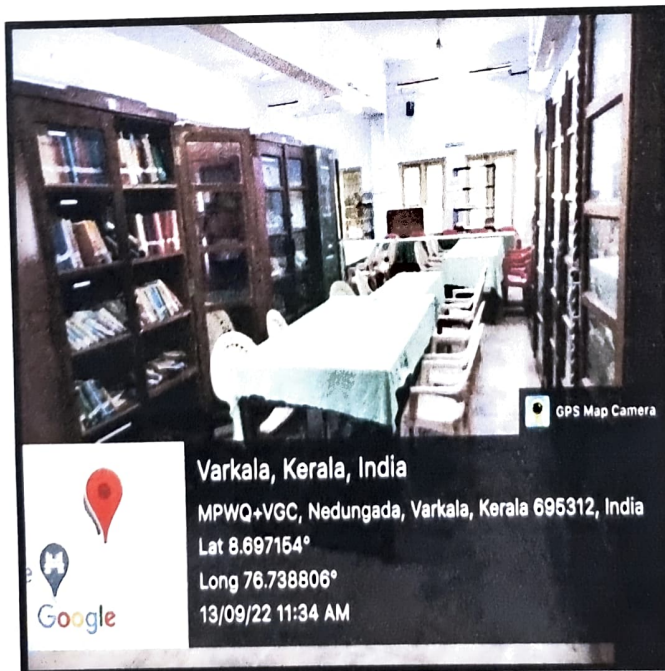 GPS Map Camera
Varkala, Kerala, India
MPWQ+VGC, Nedungada, Varkala, Kerala 695312, India
Lat 8.697154°
Long 76.738806°
13/09/22 11:34 AM
Google